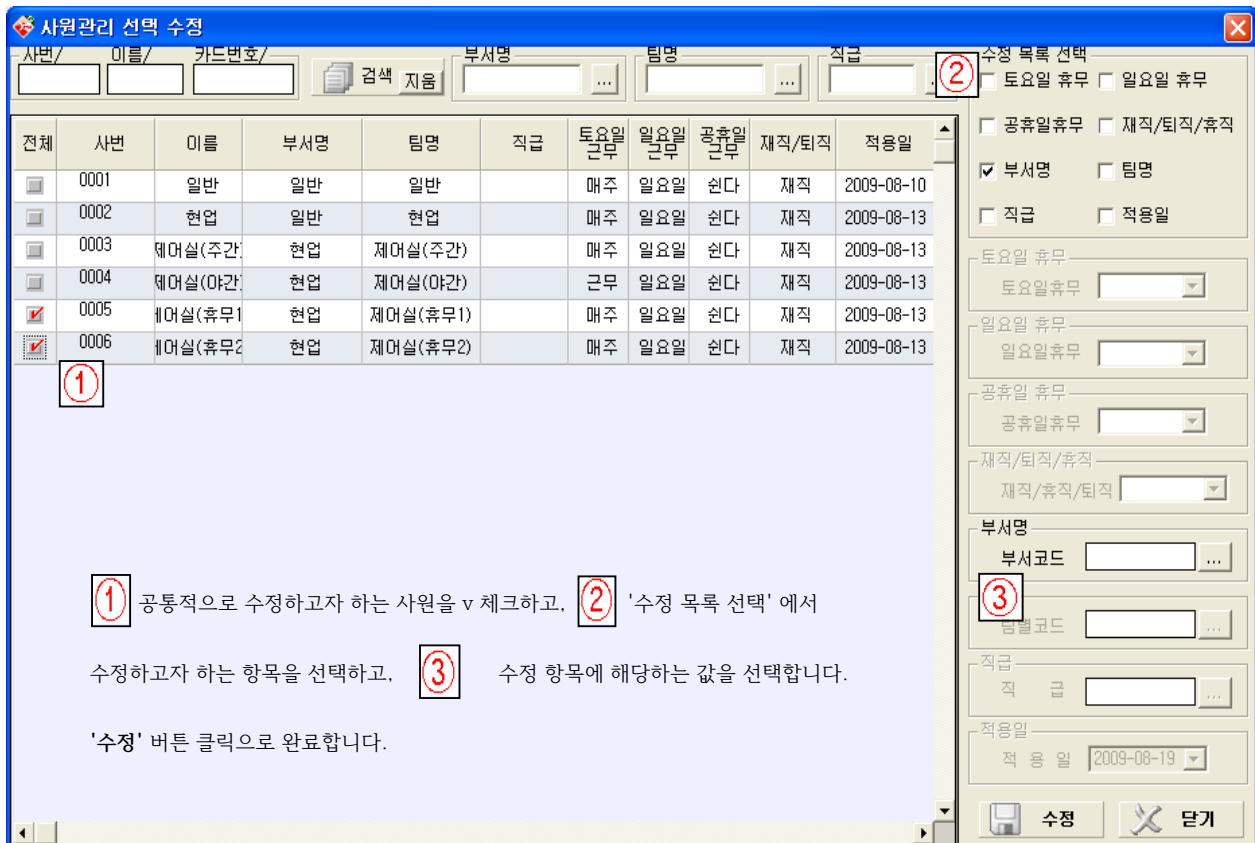 사원관리 선택 수정
사번/ 이름/ 카드번호/ 부서명 팀명 직급
검색 지움 ... ...
전체 사번 이름 부서명 팀명 직급 토요일 근무 일요일 근무 공휴일 근무 재직/퇴직 적용일
0001 일반 일반 일반 매주 일요일 쉰다 재직 2009-08-10
0002 현업 일반 현업 매주 일요일 쉰다 재직 2009-08-13
0003 제어실(주간) 현업 제어실(주간) 매주 일요일 쉰다 재직 2009-08-13
0004 제어실(야간) 현업 제어실(야간) 근무 일요일 쉰다 재직 2009-08-13
0005 제어실(휴무1 현업 제어실(휴무1) 매주 일요일 쉰다 재직 2009-08-13
0006 제어실(휴무2 현업 제어실(휴무2) 매주 일요일 쉰다 재직 2009-08-13
①
① 공통적으로 수정하고자 하는 사원을 v 체크하고, ② '수정 목록 선택' 에서
수정하고자 하는 항목을 선택하고, ③ 수정 항목에 해당하는 값을 선택합니다.
'수정' 버튼 클릭으로 완료합니다.
수정 목록 선택
② 토요일 휴무 일요일 휴무
공휴일휴무 재직/퇴직/휴직
부서명 팀명
직급 적용일
토요일 휴무
토요일휴무
일요일 휴무
일요일휴무
공휴일 휴무
공휴일휴무
재직/퇴직/휴직
재직/휴직/퇴직
부서명
부서코드 ...
③
팀별코드 ...
직급
직 급 ...
적용일
적 용 일 2009-08-19
수정 닫기